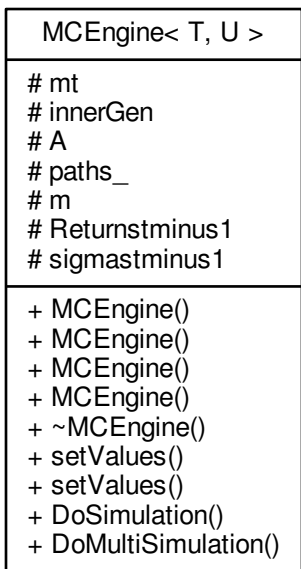 MCEngine< T, U >
# mt
# innerGen
# A
# paths_
# m
# Returnstminus1
# sigmastminus1
+ MCEngine()
+ MCEngine()
+ MCEngine()
+ MCEngine()
+ ~MCEngine()
+ setValues()
+ setValues()
+ DoSimulation()
+ DoMultiSimulation()